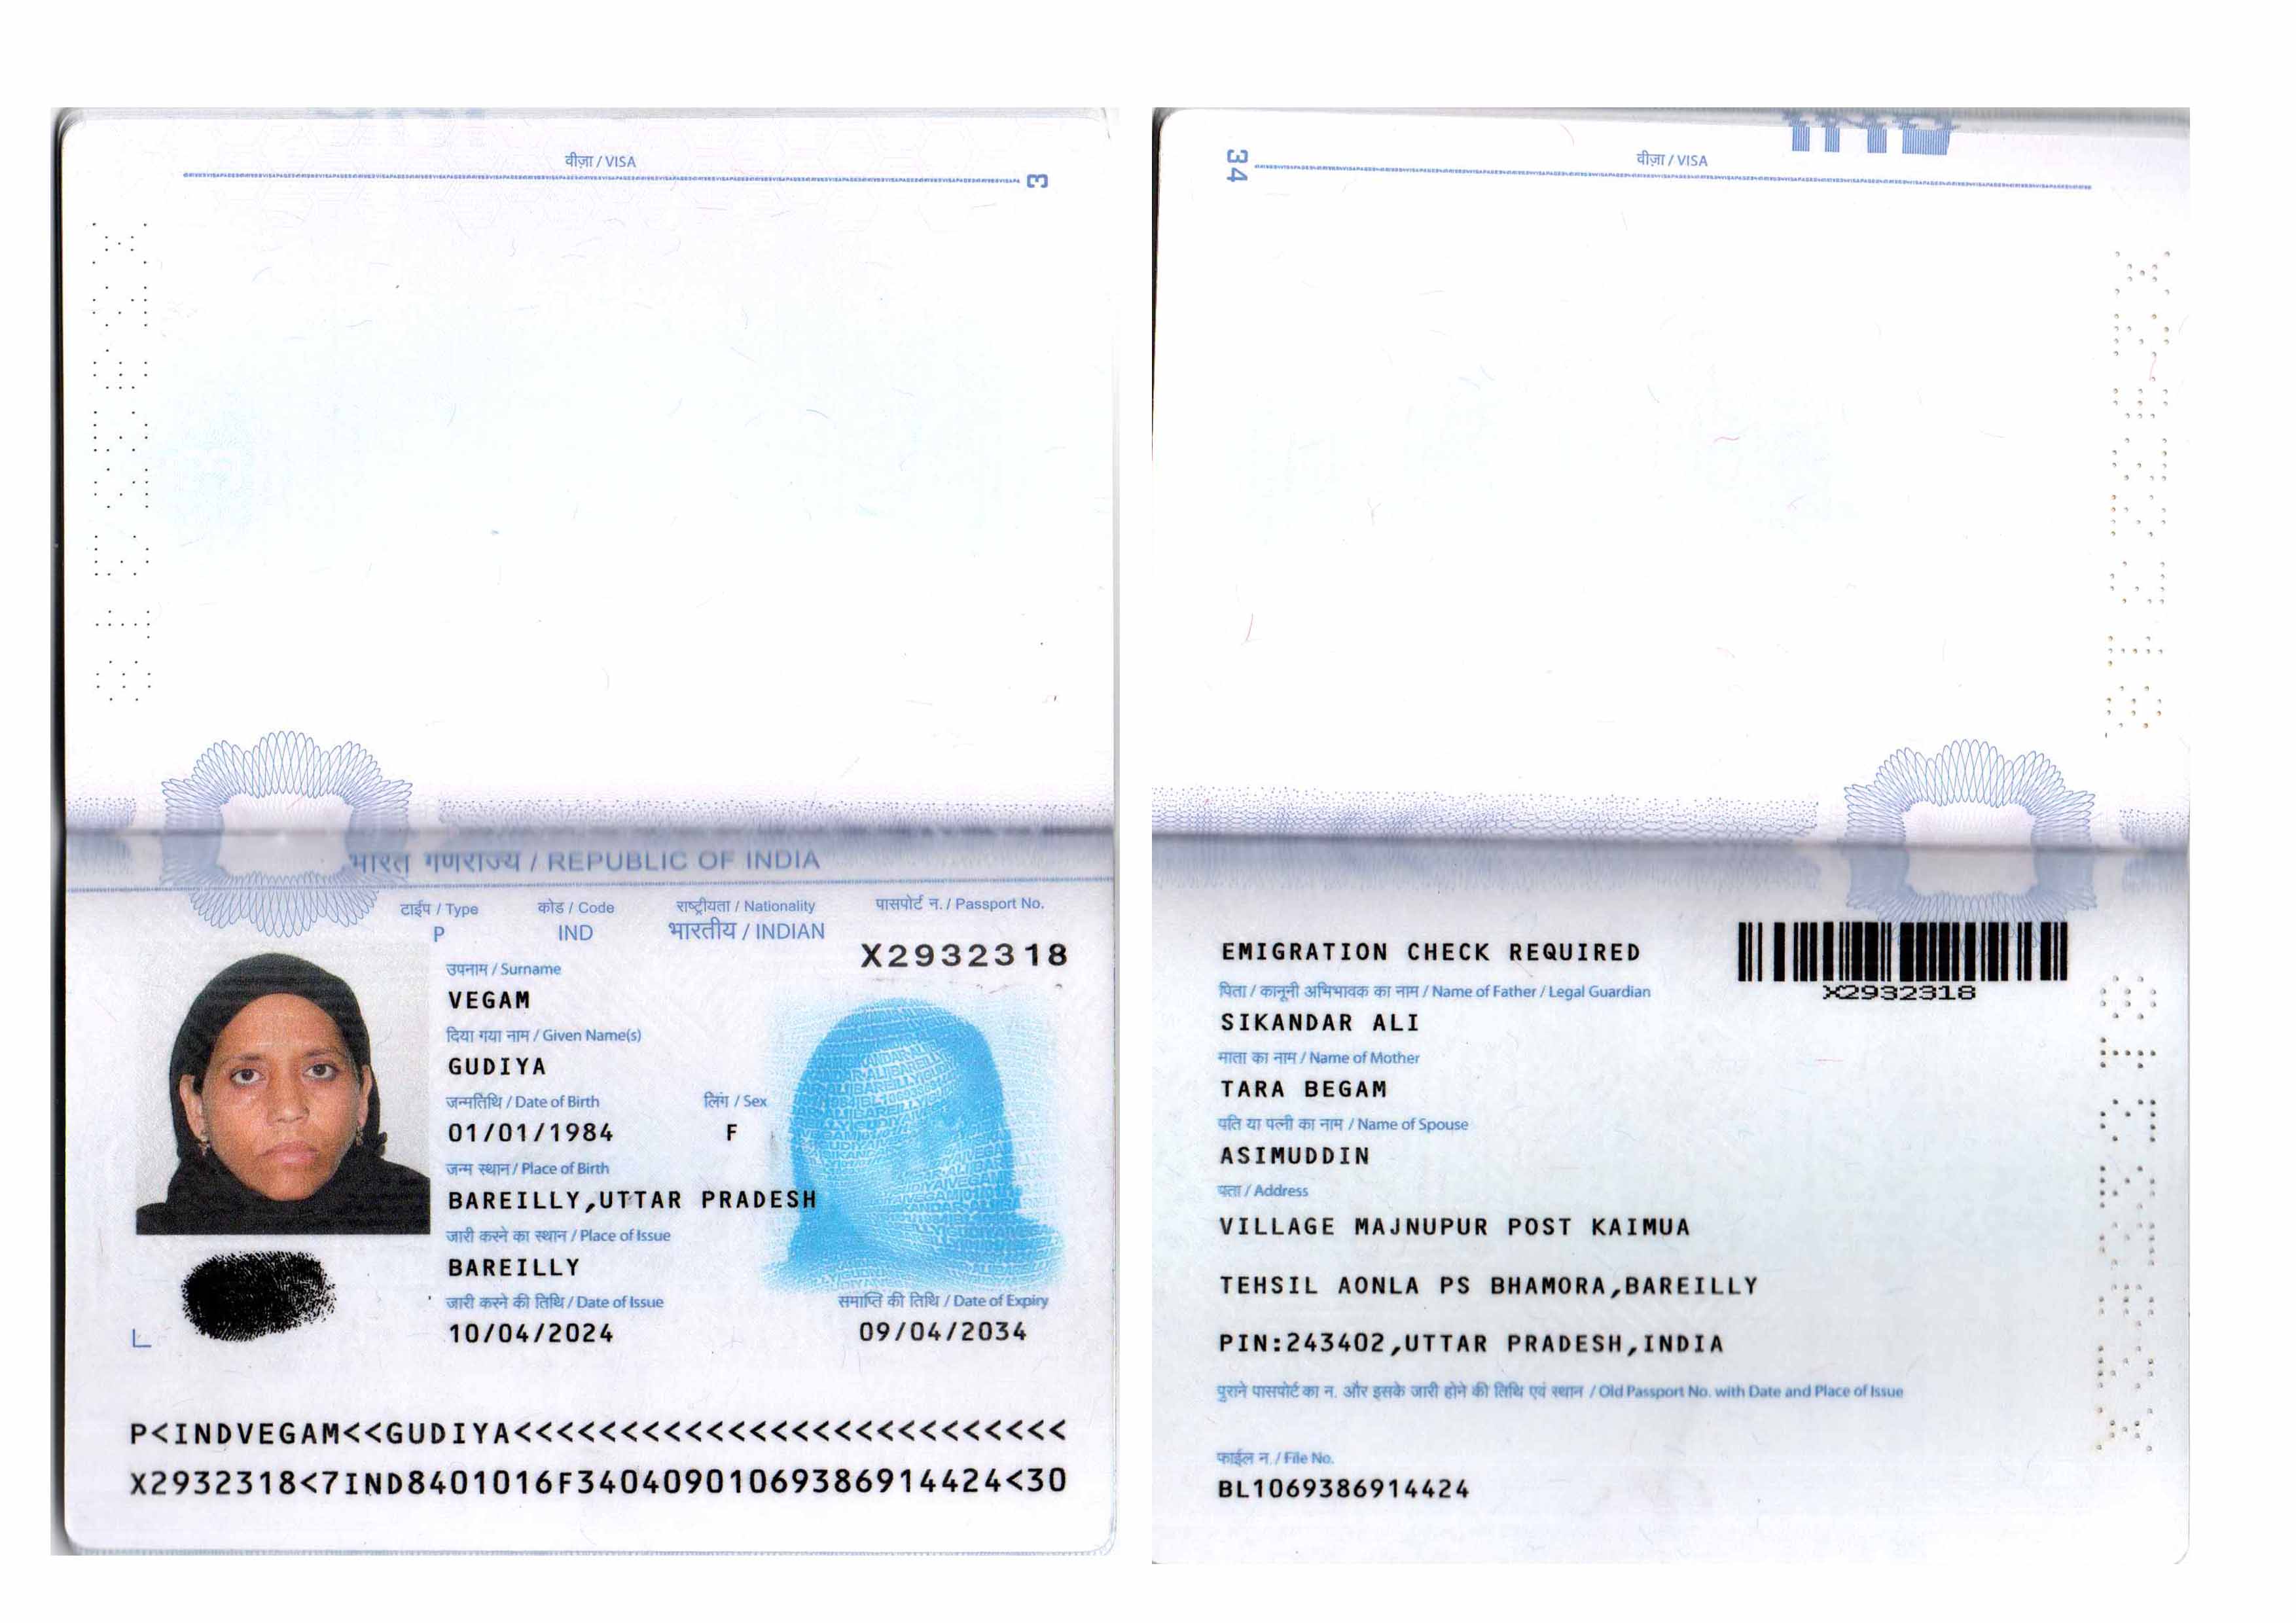 वीज़ा / VISA
3
भारत गणराज्य / REPUBLIC OF INDIA
टाईप / Type
कोड / Code
राष्ट्रीयता / Nationality
पासपोर्ट न. / Passport No.
P
IND
भारतीय / INDIAN
X2932318
उपनाम / Surname
VEGAM
दिया गया नाम / Given Name(s)
GUDIYA
जन्मतिथि / Date of Birth
लिंग / Sex
01/01/1984
F
जन्म स्थान / Place of Birth
BAREILLY,UTTAR PRADESH
जारी करने का स्थान / Place of Issue
BAREILLY
जारी करने की तिथि / Date of Issue
समाप्ति की तिथि / Date of Expiry
10/04/2024
09/04/2034
P<INDVEGAM<<GUDIYA<<<<<<<<<<<<<<<<<<<<<<<<<<
X2932318<7IND8401016F34040901069386914424<30
34
वीज़ा / VISA
EMIGRATION CHECK REQUIRED
X2932318
पिता / कानूनी अभिभावक का नाम / Name of Father / Legal Guardian
SIKANDAR ALI
माता का नाम / Name of Mother
TARA BEGAM
पति या पत्नी का नाम / Name of Spouse
ASIMUDDIN
पता / Address
VILLAGE MAJNUPUR POST KAIMUA
TEHSIL AONLA PS BHAMORA,BAREILLY
PIN:243402,UTTAR PRADESH,INDIA
पुराने पासपोर्ट का न. और इसके जारी होने की तिथि एवं स्थान / Old Passport No. with Date and Place of Issue
फाईल न. / File No.
BL1069386914424